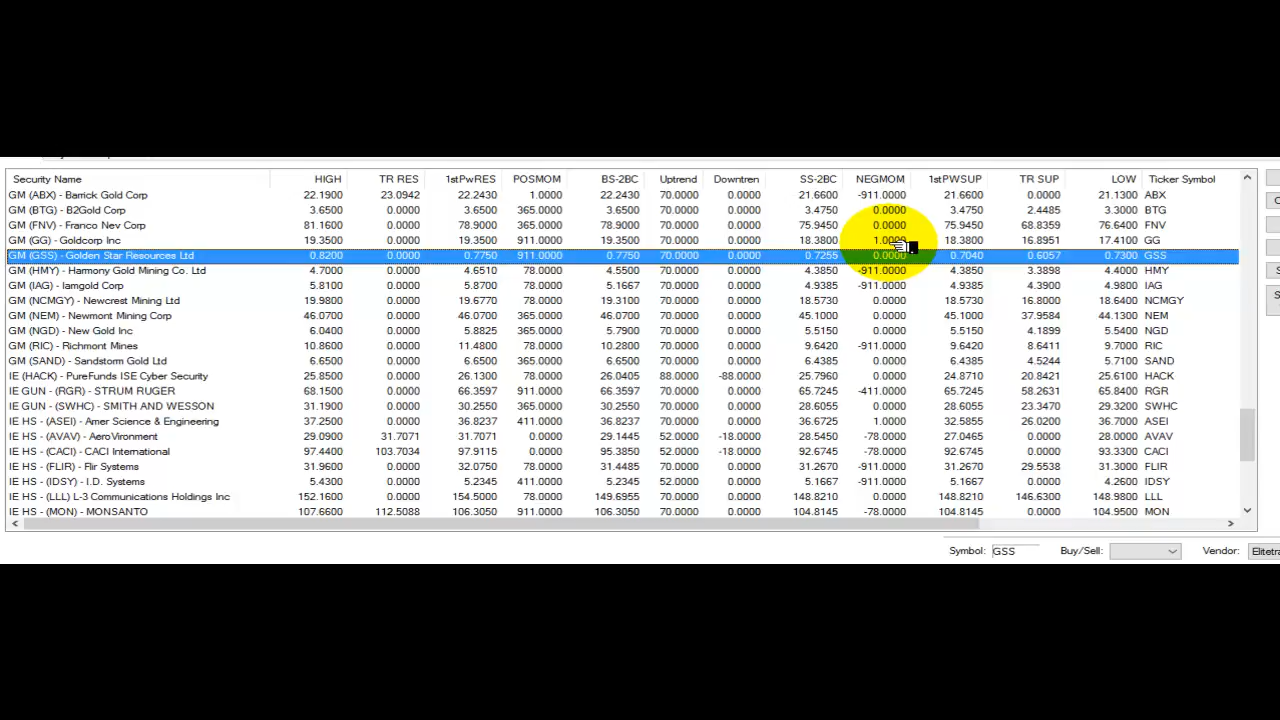 Security Name HIGH TR RES 1stPwRES POSMOM BS-2BC Uptrend Downtren SS-2BC NEGMOM 1stPWSUP TR SUP LOW Ticker Symbol
GM (ABX) - Barrick Gold Corp 22.1900 23.0942 22.2430 1.0000 22.2430 70.0000 0.0000 21.6600 -911.0000 21.6600 0.0000 21.1300 ABX
GM (BTG) - B2Gold Corp 3.6500 0.0000 3.6500 365.0000 3.6500 70.0000 0.0000 3.4750 0.0000 3.4750 2.4485 3.3000 BTG
GM (FNV) - Franco Nev Corp 81.1600 0.0000 78.9000 365.0000 78.9000 70.0000 0.0000 75.9450 0.0000 75.9450 68.8359 76.6400 FNV
GM (GG) - Goldcorp Inc 19.3500 0.0000 19.3500 911.0000 19.3500 70.0000 0.0000 18.3800 1.0000 18.3800 16.8951 17.4100 GG
GM (GSS) - Golden Star Resources Ltd 0.8200 0.0000 0.7750 911.0000 0.7750 70.0000 0.0000 0.7255 0.0000 0.7040 0.6057 0.7300 GSS
GM (HMY) - Harmony Gold Mining Co. Ltd 4.7000 0.0000 4.6510 78.0000 4.5500 70.0000 0.0000 4.3850 -911.0000 4.3850 3.3898 4.4000 HMY
GM (IAG) - Iamgold Corp 5.8100 0.0000 5.8700 78.0000 5.1667 70.0000 0.0000 4.9385 -911.0000 4.9385 4.3900 4.9800 IAG
GM (NCMGY) - Newcrest Mining Ltd 19.9800 0.0000 19.6770 78.0000 19.3100 70.0000 0.0000 18.5730 0.0000 18.5730 16.8000 18.6400 NCMGY
GM (NEM) - Newmont Mining Corp 46.0700 0.0000 46.0700 365.0000 46.0700 70.0000 0.0000 45.1000 0.0000 45.1000 37.9584 44.1300 NEM
GM (NGD) - New Gold Inc 6.0400 0.0000 5.8825 911.0000 5.7900 70.0000 0.0000 5.5150 0.0000 5.5150 4.1899 5.5400 NGD
GM (RIC) - Richmont Mines 10.8600 0.0000 11.4800 78.0000 10.2800 70.0000 0.0000 9.6420 -911.0000 9.6420 8.6411 9.7000 RIC
GM (SAND) - Sandstorm Gold Ltd 6.6500 0.0000 6.6500 365.0000 6.6500 70.0000 0.0000 6.4385 0.0000 6.4385 4.5244 5.7100 SAND
IE (HACK) - PureFunds ISE Cyber Security 25.8500 0.0000 26.1300 78.0000 26.0405 88.0000 -88.0000 25.7960 0.0000 24.8710 20.8421 25.6100 HACK
IE GUN - (RGR) - STRUM RUGER 68.1500 0.0000 66.3597 911.0000 66.3597 70.0000 0.0000 65.7245 -411.0000 65.7245 58.2631 65.8400 RGR
IE GUN - (SWHC) - SMITH AND WESSON 31.1900 0.0000 30.2550 365.0000 30.2550 70.0000 0.0000 28.6055 0.0000 28.6055 23.3470 29.3200 SWHC
IE HS - (ASEI) - Amer Science & Engineering 37.2500 0.0000 36.8237 411.0000 36.8237 70.0000 0.0000 36.6725 1.0000 32.5855 26.0200 36.7000 ASEI
IE HS - (AVAV) - AeroVironment 29.0900 31.7071 31.7071 0.0000 29.1445 52.0000 -18.0000 28.5450 -78.0000 27.0465 0.0000 28.0000 AVAV
IE HS - (CACI) - CACI International 97.4400 103.7034 97.9115 0.0000 95.3850 52.0000 -18.0000 92.6745 -78.0000 92.6745 0.0000 93.3300 CACI
IE HS - (FLIR) - Flir Systems 31.9600 0.0000 32.0750 78.0000 31.4485 70.0000 0.0000 31.2670 -911.0000 31.2670 29.5538 31.3000 FLIR
IE HS - (IDSY) - I.D. Systems 5.4300 0.0000 5.2345 411.0000 5.2345 52.0000 0.0000 5.1667 -911.0000 5.1667 0.0000 4.2600 IDSY
IE HS - (LLL) L-3 Communications Holdings Inc 152.1600 0.0000 154.5000 78.0000 149.6955 70.0000 0.0000 148.8210 0.0000 148.8210 146.6300 148.9800 LLL
IE HS - (MON) - MONSANTO 107.6600 112.5088 106.3050 911.0000 106.3050 70.0000 0.0000 104.8145 -78.0000 104.8145 0.0000 104.9500 MON
Symbol: GSS Buy/Sell: Vendor: Elitetra